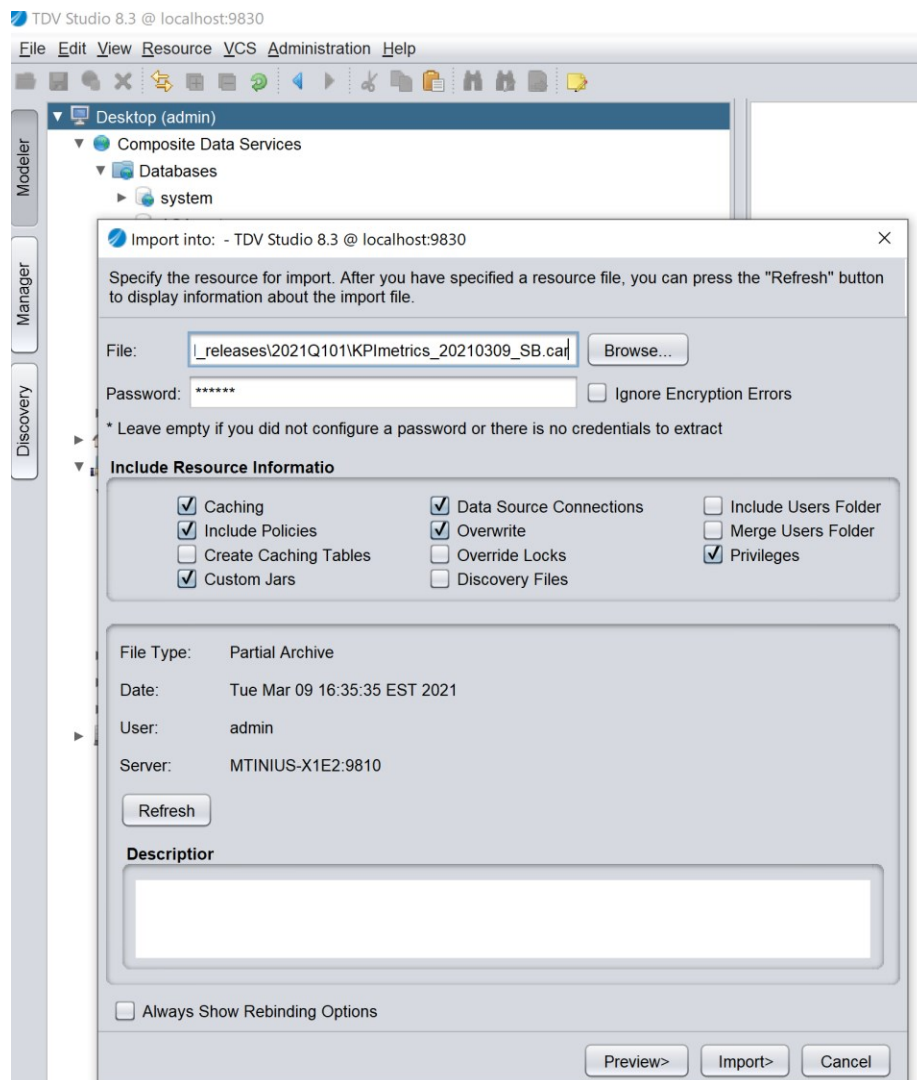 TDV Studio 8.3 @ localhost:9830
File Edit View Resource VCS Administration Help
Desktop (admin)
Modeler
Composite Data Services
Databases
system
Import into: - TDV Studio 8.3 @ localhost:9830
Manager
Specify the resource for import. After you have specified a resource file, you can press the "Refresh" button
to display information about the import file.
File: l_releases\2021Q101\KPImetrics_20210309_SB.car Browse...
Discovery
Password: ****** Ignore Encryption Errors
* Leave empty if you did not configure a password or there is no credentials to extract
Include Resource Informatio
Caching Data Source Connections Include Users Folder
Include Policies Overwrite Merge Users Folder
Create Caching Tables Override Locks Privileges
Custom Jars Discovery Files
File Type: Partial Archive
Date: Tue Mar 09 16:35:35 EST 2021
User: admin
Server: MTINIUS-X1E2:9810
Refresh
Descriptior
Always Show Rebinding Options
Preview> Import> Cancel